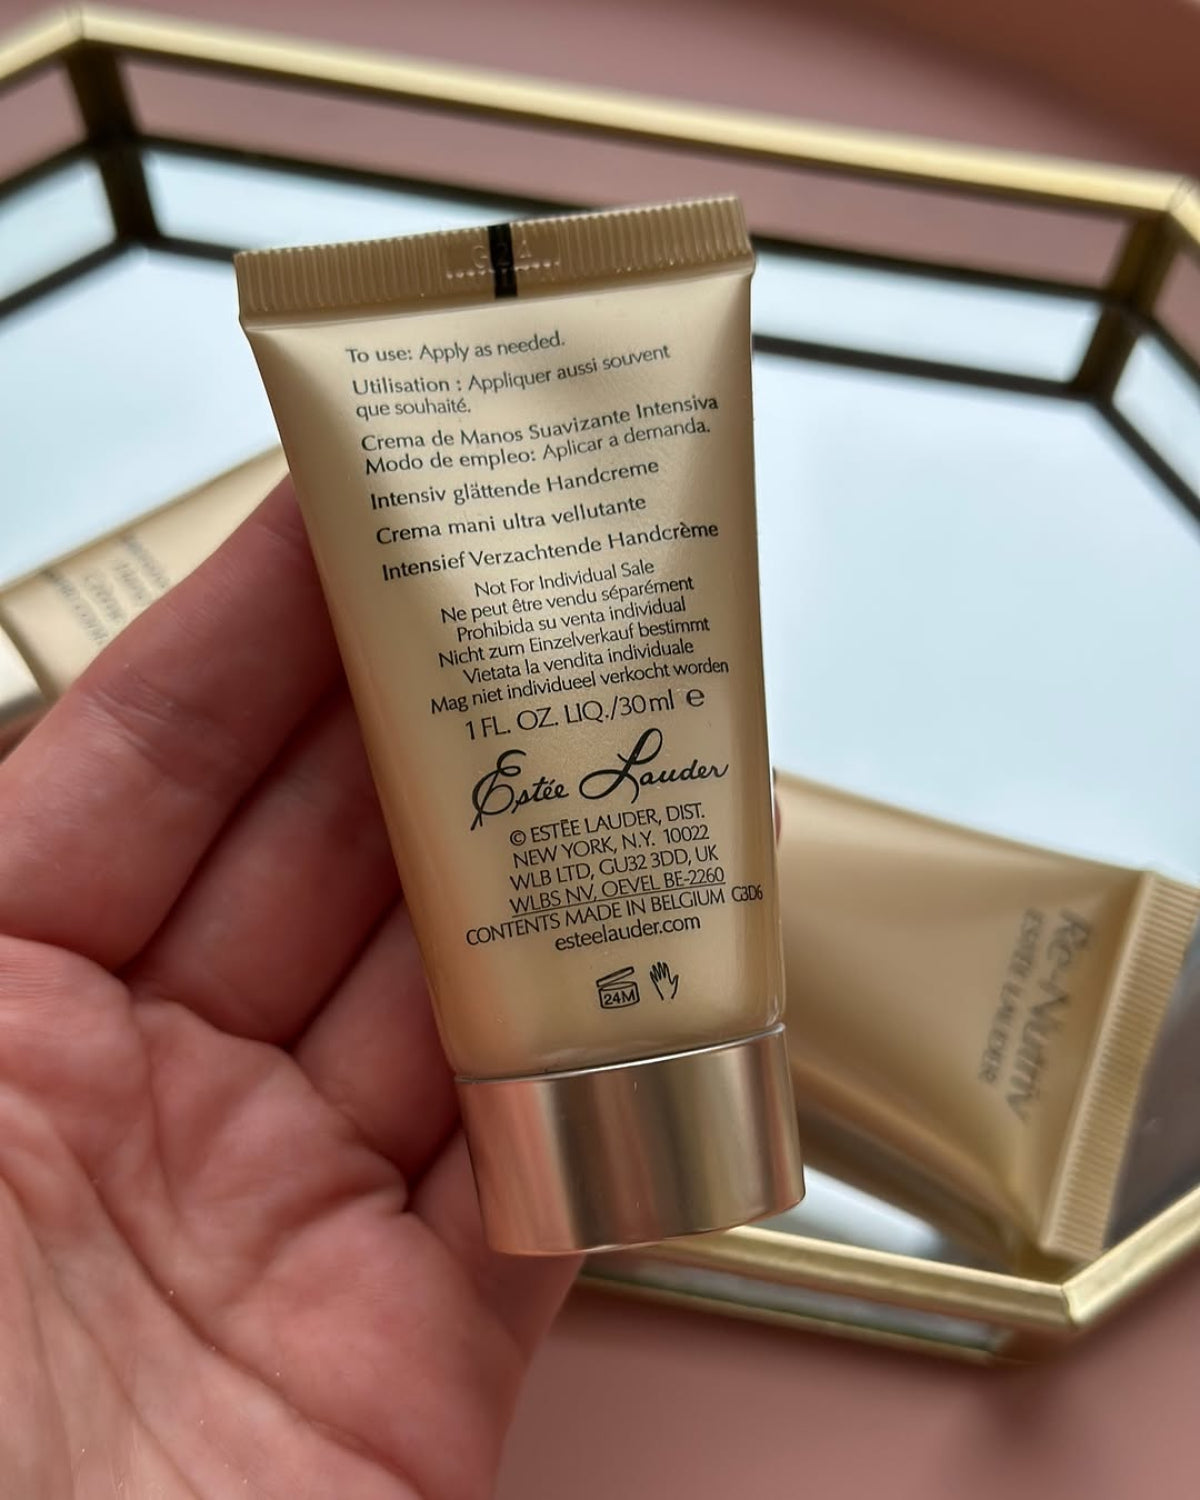 G2A
To use: Apply as needed.
Utilisation : Appliquer aussi souvent
que souhaité.
Crema de Manos Suavizante Intensiva
Modo de empleo: Aplicar a demanda.
Intensiv glättende Handcreme
Crema mani ultra vellutante
Intensief Verzachtende Handcrème
Not For Individual Sale
Ne peut être vendu séparément
Prohibida su venta individual
Nicht zum Einzelverkauf bestimmt
Vietata la vendita individuale
Mag niet individueel verkocht worden
1 FL. OZ. LIQ./30ml ℮
Estée Lauder
© ESTĒE LAUDER, DIST.
NEW YORK, N.Y. 10022
WLB LTD, GU32 3DD, UK
WLBS NV, OEVEL BE-2260
CONTENTS MADE IN BELGIUM G3D6
esteelauder.com
24M
Re-Nutriv
ESTĒE LAUDER